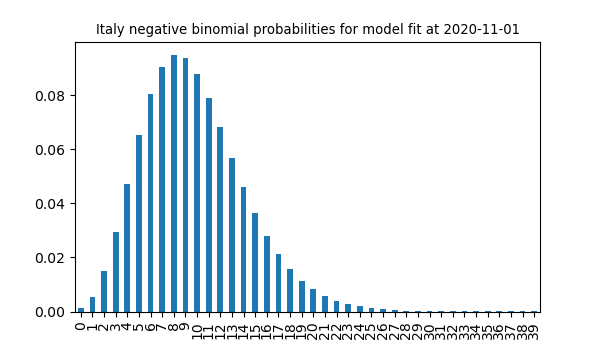 Italy negative binomial probabilities for model fit at 2020-11-01
0.08
0.06
0.04
0.02
0.00
0 1 2 3 4 5 6 7 8 9 10 11 12 13 14 15 16 17 18 19 20 21 22 23 24 25 26 27 28 29 30 31 32 33 34 35 36 37 38 39